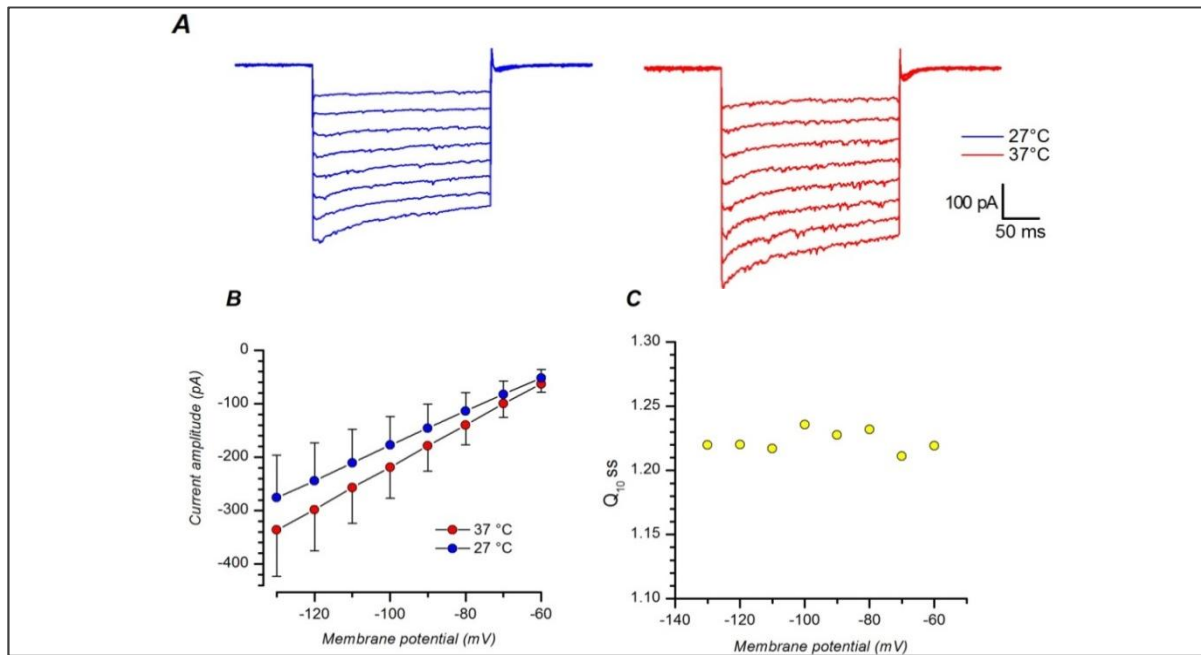 A
27°C
37°C
100 pA
50 ms
B
0
-100
-200
-300
-400
Current amplitude (pA)
37 °C
27 °C
-120
-100
-80
-60
Membrane potential (mV)
C
1.30
1.25
1.20
1.15
1.10
Q10 ss
-140
-120
-100
-80
-60
Membrane potential (mV)